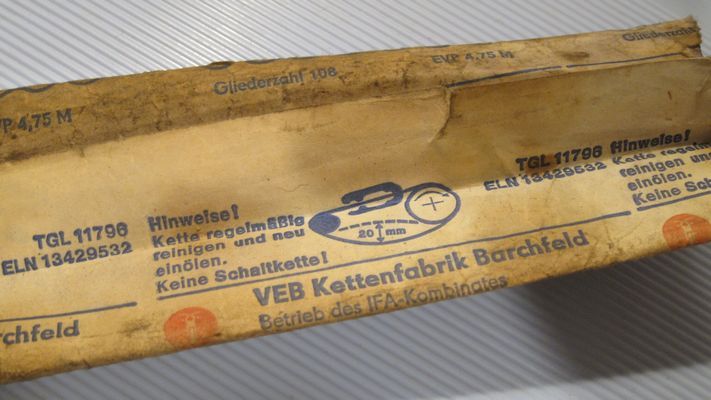 Gliederzahl 108
EVP 4,75 M
Gliederzahl
VP 4,75 M
TGL 11796
ELN 13429532
Hinweise!
Kette regelmäßig
reinigen und neu
einölen.
Keine Schaltkette!
20 mm
TGL 11796
ELN 13429532
Hinweise!
Kette regelmäßig
reinigen und
einölen.
Keine Schaltkette!
VEB Kettenfabrik Barchfeld
Betrieb des IFA-Kombinates
rchfeld